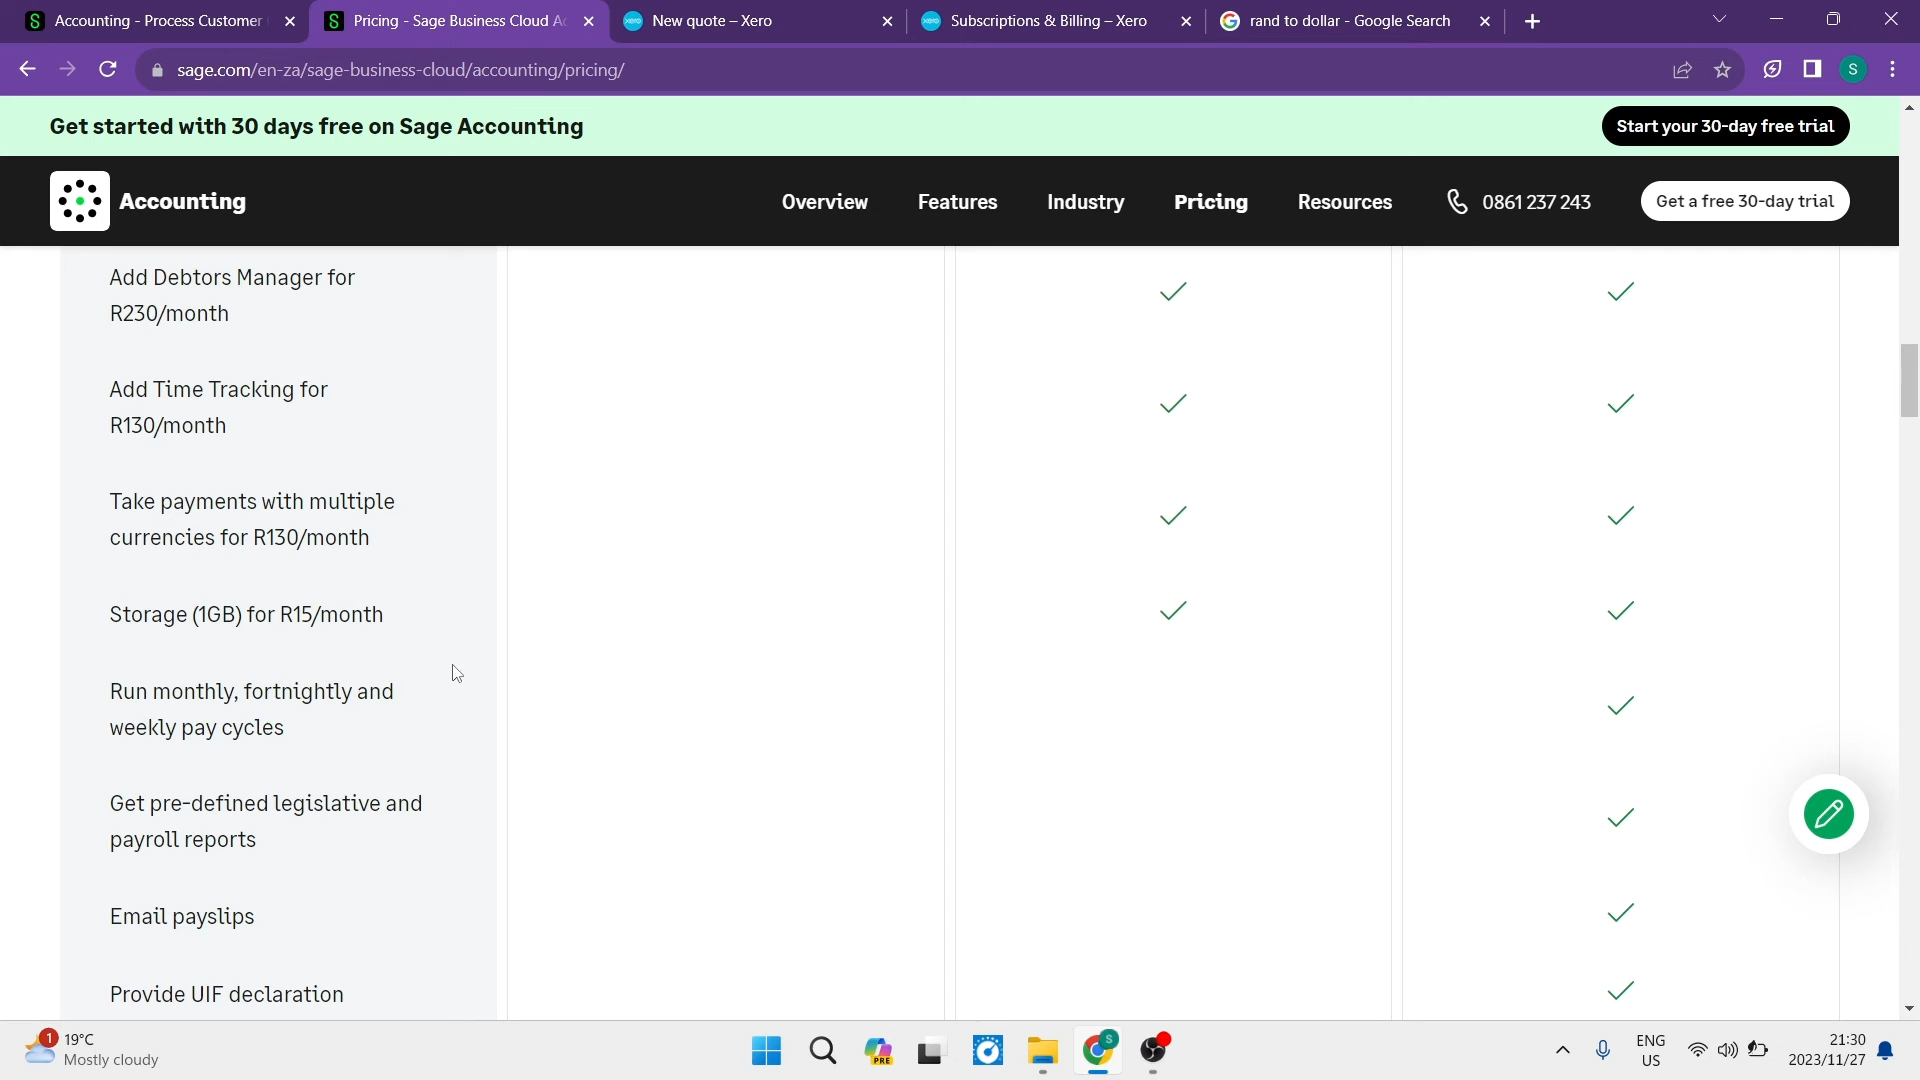 Accounting - Process Customer
Pricing - Sage Business Cloud Ac
New quote – Xero
Subscriptions & Billing – Xero
rand to dollar - Google Search
sage.com/en-za/sage-business-cloud/accounting/pricing/
S
Get started with 30 days free on Sage Accounting
Start your 30-day free trial
Accounting
Overview
Features
Industry
Pricing
Resources
0861 237 243
Get a free 30-day trial
Add Debtors Manager for
R230/month
Add Time Tracking for
R130/month
Take payments with multiple
currencies for R130/month
Storage (1GB) for R15/month
Run monthly, fortnightly and
weekly pay cycles
Get pre-defined legislative and
payroll reports
Email payslips
Provide UIF declaration
1
19°C
Mostly cloudy
PRE
S
ENG
US
21:30
2023/11/27